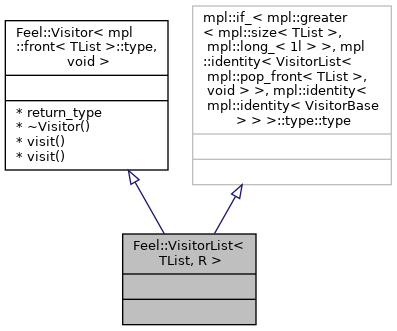 Feel::Visitor< mpl
::front< TList >::type,
void >
* return_type
* ~Visitor()
* visit()
* visit()
mpl::if_< mpl::greater
< mpl::size< TList >,
mpl::long_< 1l > >, mpl
::identity< VisitorList<
mpl::pop_front< TList >,
void > >, mpl::identity<
mpl::identity< VisitorBase
> > >::type::type
Feel::VisitorList<
TList, R >